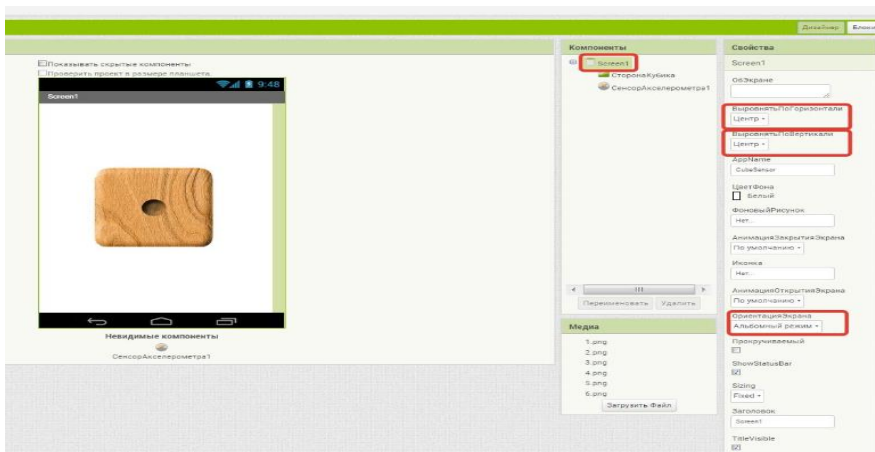 Дизайнер
Блоки
Показывать скрытые компоненты
Проверить проект в размере планшета
9:48
Screen1
Невидимые компоненты
СенсорАкселерометра1
Компоненты
Screen1
СторонаКубика
СенсорАкселерометра1
Переименовать Удалить
Медиа
1.png
2.png
3.png
4.png
5.png
6.png
Загрузить Файл
Свойства
Screen1
ОбЭкране
ВыровнятьПоГоризонтали
Центр
ВыровнятьПоВертикали
Центр
AppName
CubeSensor
ЦветФона
Белый
ФоновыйРисунок
Нет...
АнимацияЗакрытияЭкрана
По умолчанию
Иконка
Нет...
АнимацияОткрытияЭкрана
По умолчанию
ОриентацияЭкрана
Альбомный режим
Прокручиваемый
ShowStatusBar
Sizing
Fixed
Заголовок
Screen1
TitleVisible